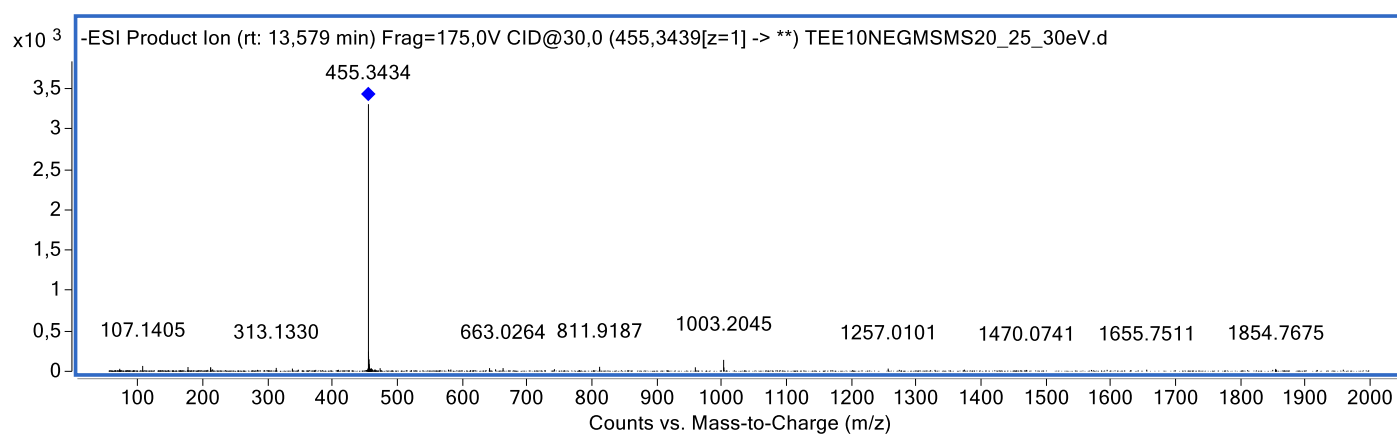 x10 3
-ESI Product Ion (rt: 13,579 min) Frag=175,0V CID@30,0 (455,3439[z=1] -> **) TEE10NEGMSMS20_25_30eV.d
455.3434
3,5
3
2,5
2
1,5
1
0,5
0
107.1405 313.1330 663.0264 811.9187 1003.2045 1257.0101 1470.0741 1655.7511 1854.7675
100 200 300 400 500 600 700 800 900 1000 1100 1200 1300 1400 1500 1600 1700 1800 1900 2000
Counts vs. Mass-to-Charge (m/z)